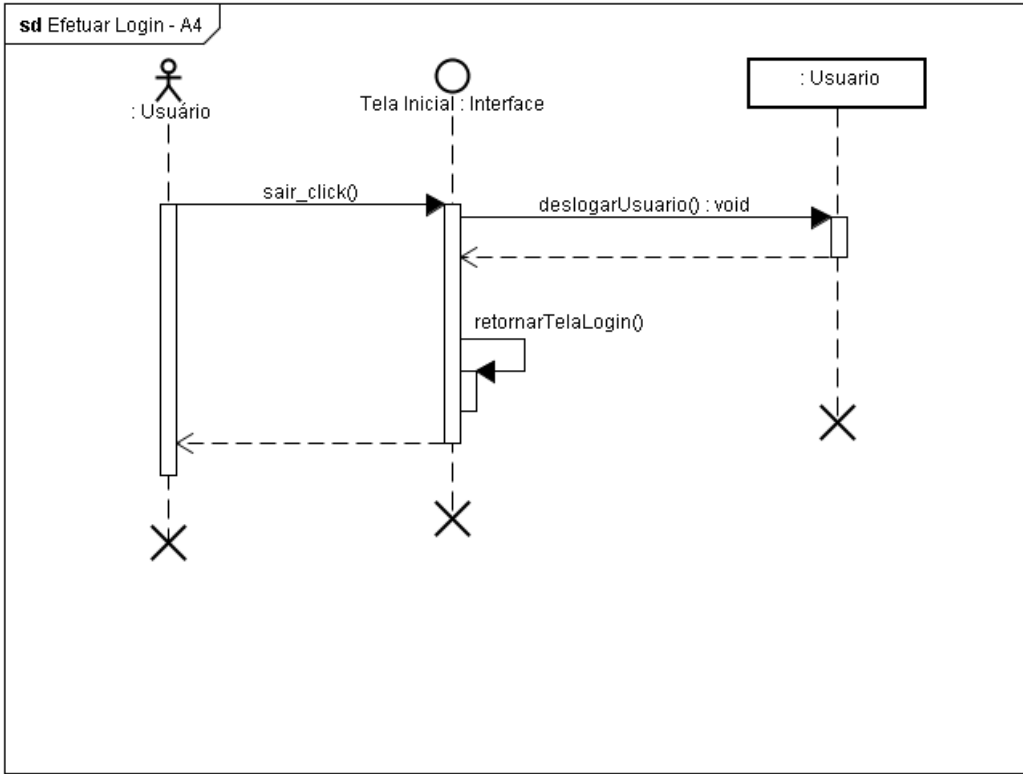 sd Efetuar Login - A4
: Usuário
Tela Inicial : Interface
: Usuario
sair_click()
deslogarUsuario() : void
retornarTelaLogin()